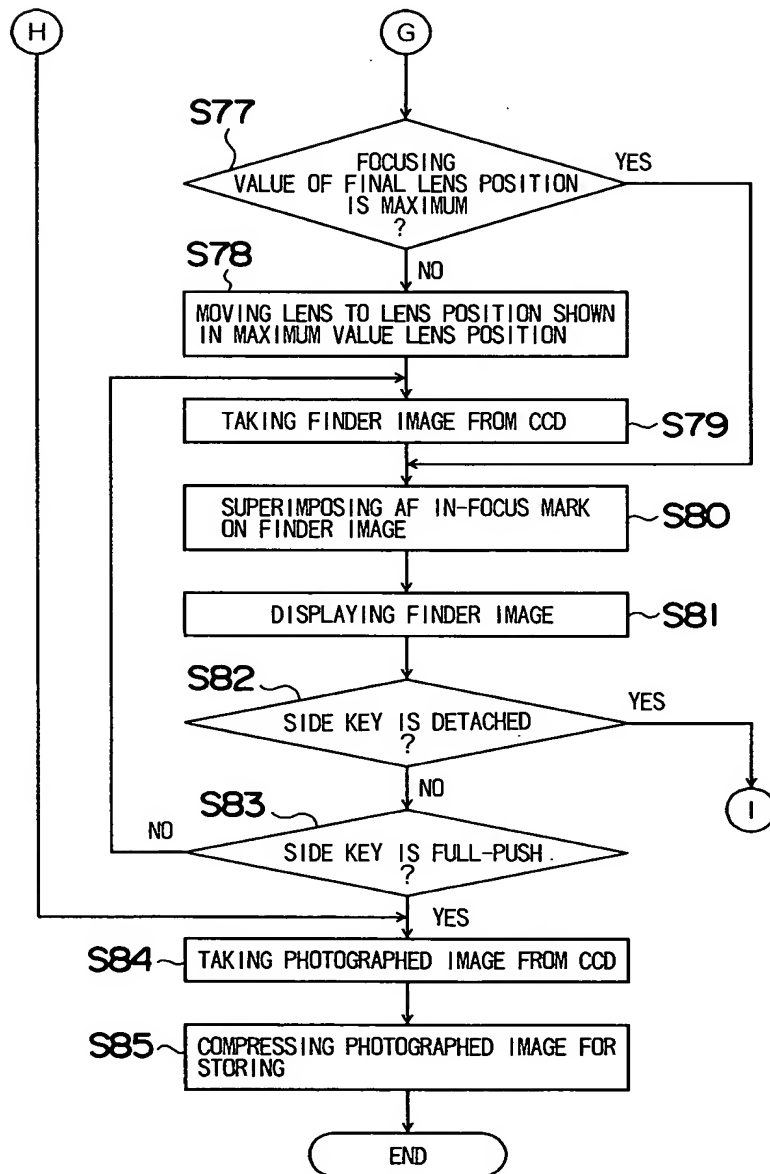 H
G
S77
FOCUSING
VALUE OF FINAL LENS POSITION
IS MAXIMUM
?
YES
NO
S78
MOVING LENS TO LENS POSITION SHOWN
IN MAXIMUM VALUE LENS POSITION
TAKING FINDER IMAGE FROM CCD
S79
SUPERIMPOSING AF IN-FOCUS MARK
ON FINDER IMAGE
S80
DISPLAYING FINDER IMAGE
S81
S82
SIDE KEY IS DETACHED
?
YES
NO
I
S83
NO
SIDE KEY IS FULL-PUSH
?
YES
S84
TAKING PHOTOGRAPHED IMAGE FROM CCD
S85
COMPRESSING PHOTOGRAPHED IMAGE FOR
STORING
END